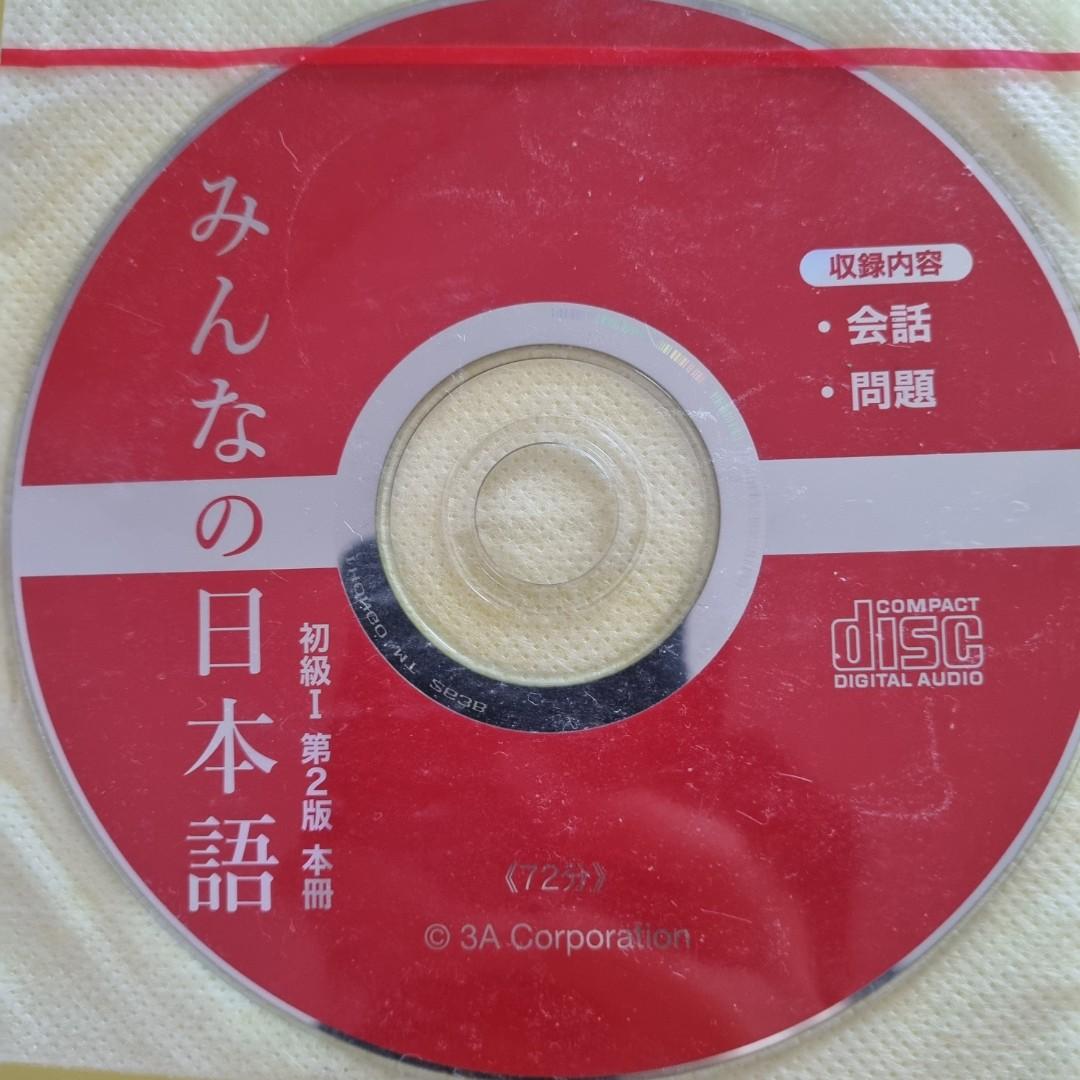 みんなの日本語
初級I 第2版 本冊
収録内容
・会話
・問題
COMPACT
disc
DIGITAL AUDIO
《72分》
© 3A Corporation